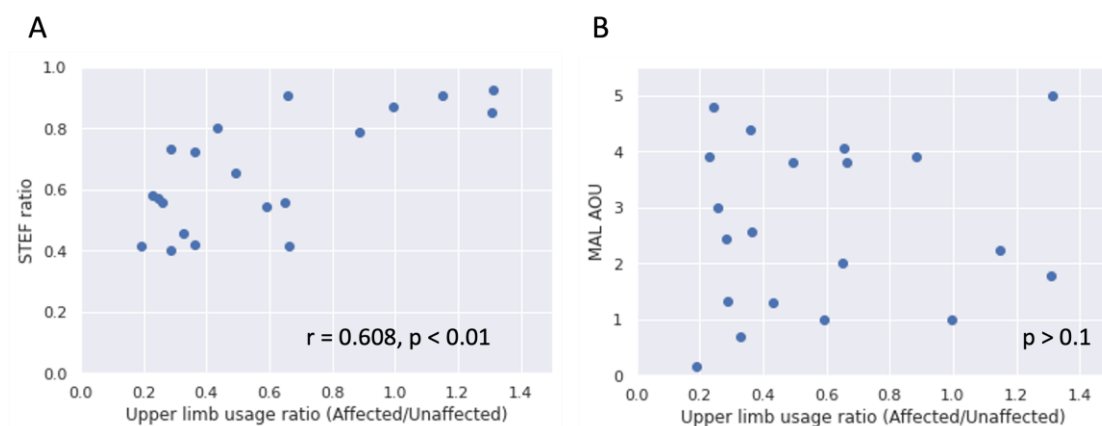 A
B
1.0
0.8
0.6
0.4
0.2
0.0
STEF ratio
r = 0.608, p < 0.01
0.0 0.2 0.4 0.6 0.8 1.0 1.2 1.4
Upper limb usage ratio (Affected/Unaffected)
5
4
3
2
1
0
MAL AOU
p > 0.1
0.0 0.2 0.4 0.6 0.8 1.0 1.2 1.4
Upper limb usage ratio (Affected/Unaffected)